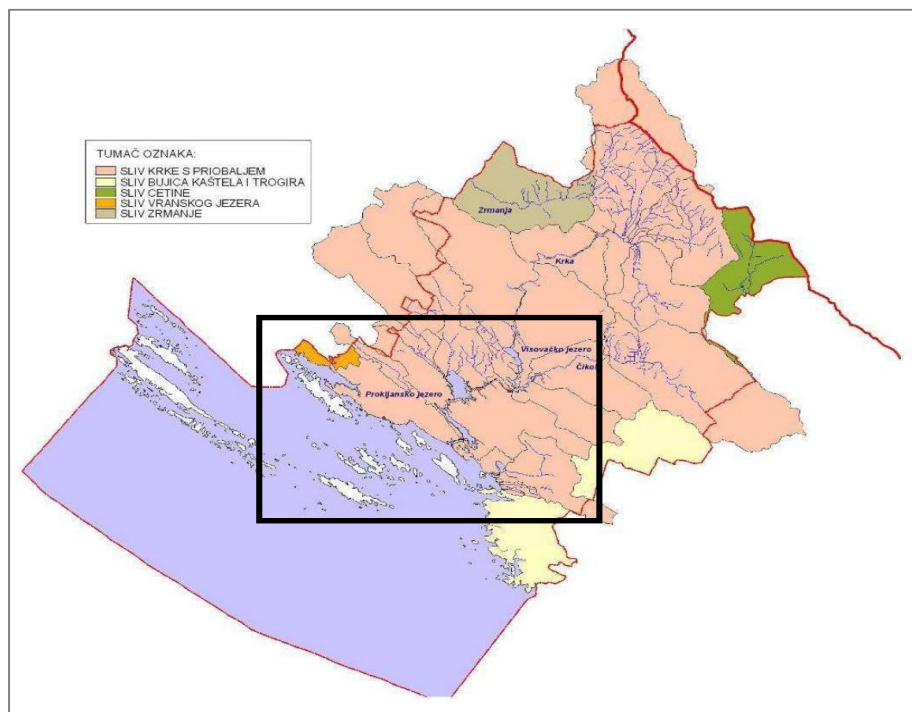 TUMAČ OZNAKA:
SLIV KRKE S PRIOBALJEM
SLIV BUJICA KAŠTELA I TROGIRA
SLIV CETINE
SLIV VRANSKOG JEZERA
SLIV ZRMANJE
Zrmanja
Krka
Visovačko jezero
Prokljansko jezero